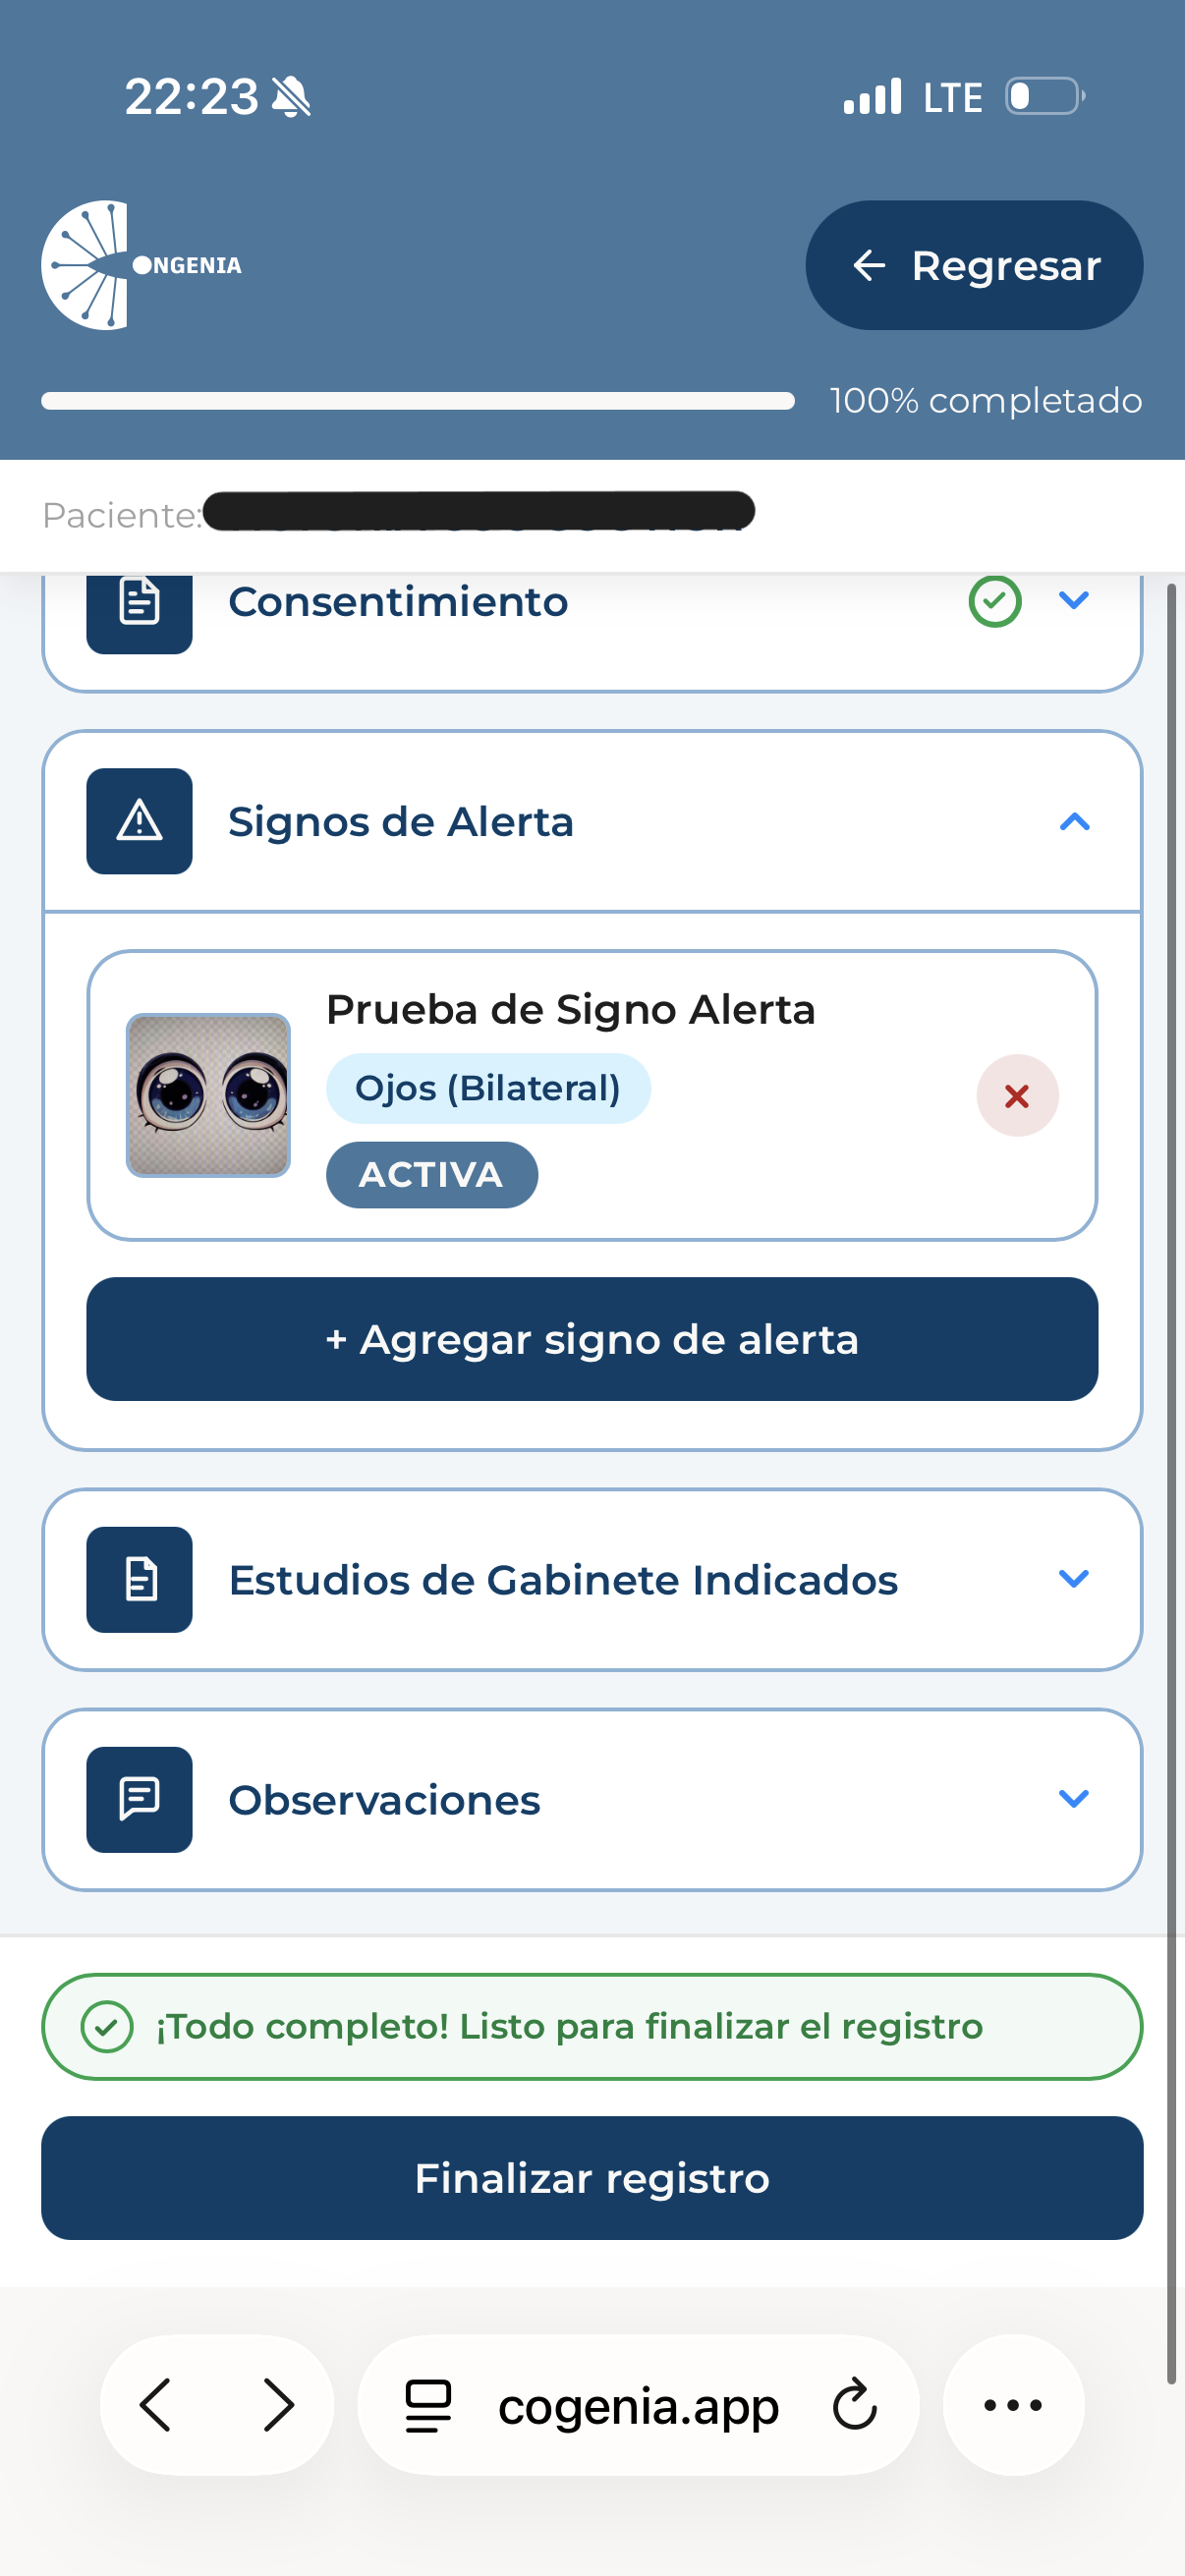 22:23
LTE
ONGENIA
← Regresar
100% completado
Paciente:
Consentimiento
Signos de Alerta
Prueba de Signo Alerta
Ojos (Bilateral)
ACTIVA
+ Agregar signo de alerta
Estudios de Gabinete Indicados
Observaciones
¡Todo completo! Listo para finalizar el registro
Finalizar registro
cogenia.app